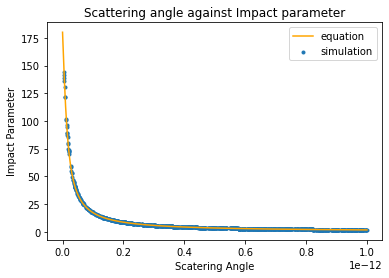 Scattering angle against Impact parameter
equation
simulation
Impact Parameter
175
150
125
100
75
50
25
0
0.0 0.2 0.4 0.6 0.8 1.0
1e−12
Scatering Angle